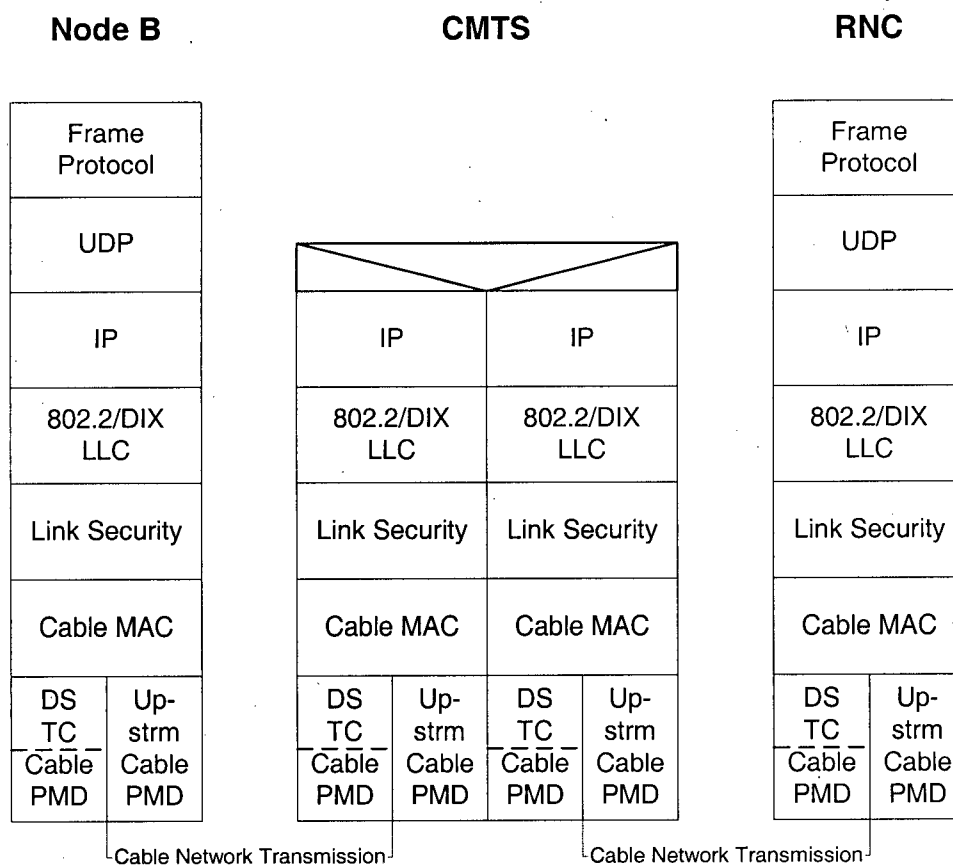 Node B
CMTS
RNC
Frame
Protocol
UDP
IP
802.2/DIX
LLC
Link Security
Cable MAC
DS
TC
Cable
PMD
Up-
strm
Cable
PMD
IP
IP
802.2/DIX
LLC
802.2/DIX
LLC
Link Security
Link Security
Cable MAC
Cable MAC
DS
TC
Cable
PMD
Up-
strm
Cable
PMD
DS
TC
Cable
PMD
Up-
strm
Cable
PMD
Frame
Protocol
UDP
IP
802.2/DIX
LLC
Link Security
Cable MAC
DS
TC
Cable
PMD
Up-
strm
Cable
PMD
Cable Network Transmission
Cable Network Transmission